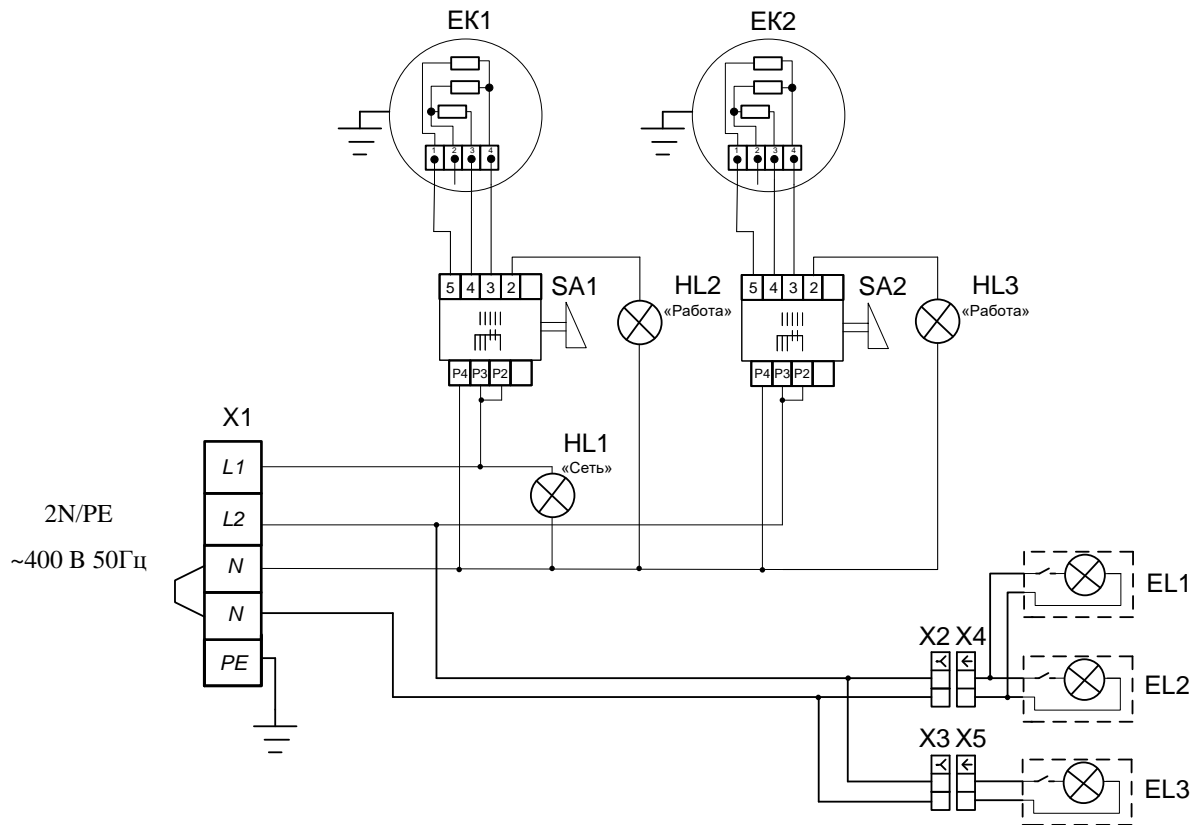 EK1 EK2
1 2 3 4 1 2 3 4
5 4 3 2 SA1 HL2 5 4 3 2 SA2 HL3
«Работа» «Работа»
P4 P3 P2 P4 P3 P2
X1
HL1
L1 «Сеть»
2N/PE L2
~400 В 50Гц N
EL1
N
X2 X4
PE
EL2
X3 X5
EL3